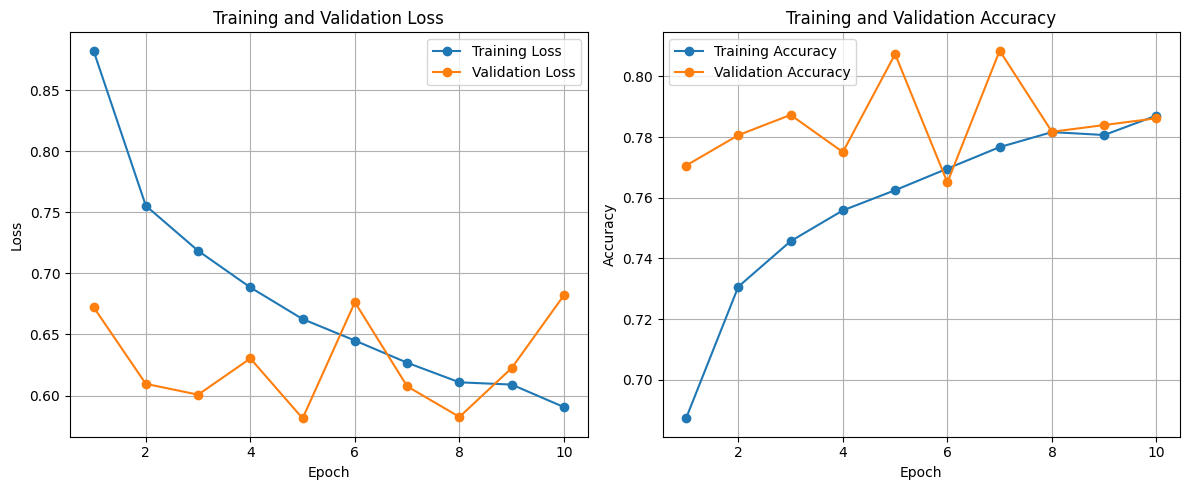 Training and Validation Loss
Training Loss
Validation Loss
0.85
0.80
0.75
0.70
0.65
0.60
Loss
2 4 6 8 10
Epoch
Training and Validation Accuracy
Training Accuracy
Validation Accuracy
0.80
0.78
0.76
0.74
0.72
0.70
Accuracy
2 4 6 8 10
Epoch